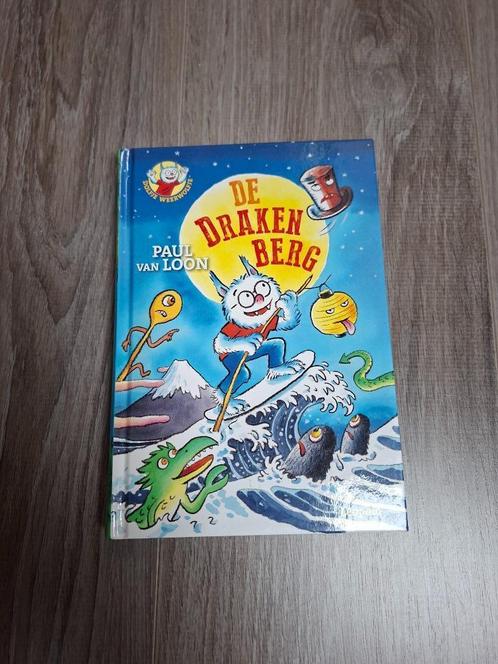 DOLFJE WEERWOLFJE
DE
DRAKEN
BERG
PAUL
VAN LOON